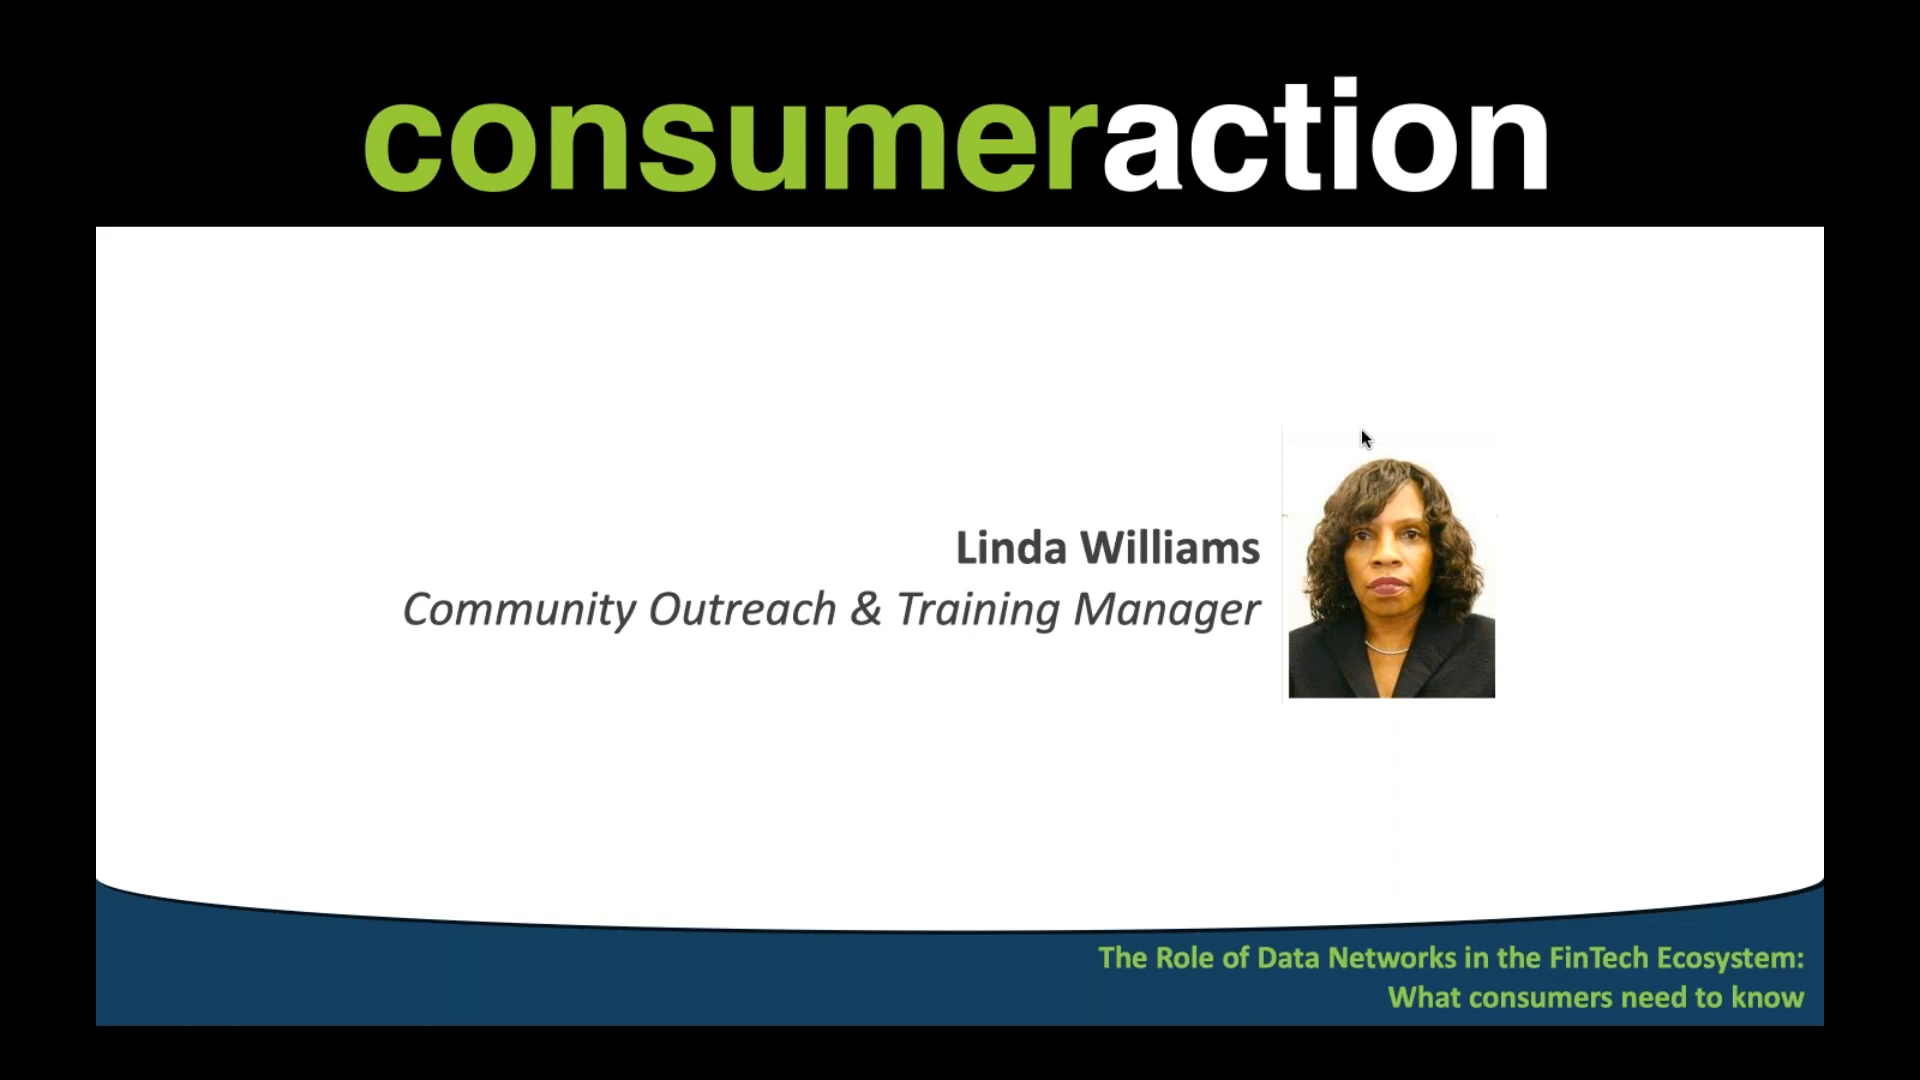 consumeraction
Linda Williams
Community Outreach & Training Manager
The Role of Data Networks in the FinTech Ecosystem:
What consumers need to know